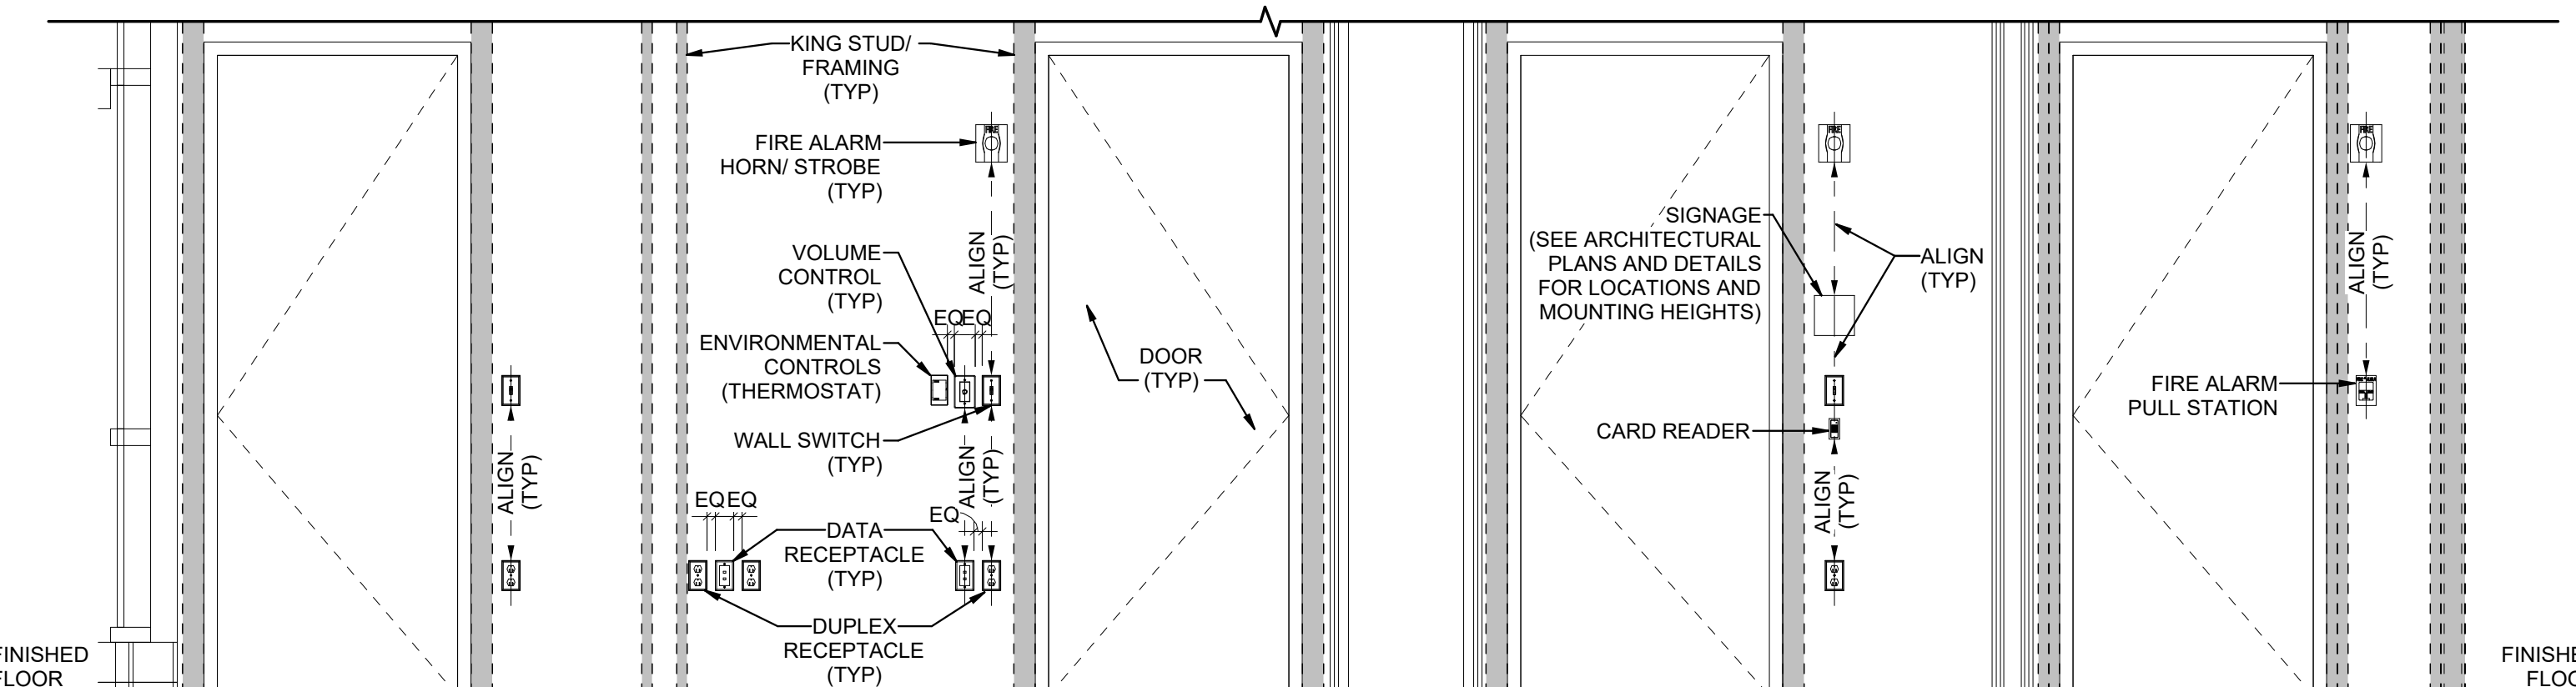 KING STUD/
FRAMING
(TYP)
FIRE ALARM
HORN/ STROBE
(TYP)
VOLUME
CONTROL
(TYP)
ENVIRONMENTAL
CONTROLS
(THERMOSTAT)
WALL SWITCH
(TYP)
EQ
EQ
ALIGN
(TYP)
ALIGN
(TYP)
ALIGN
(TYP)
EQ
EQ
EQ
DATA
RECEPTACLE
(TYP)
DUPLEX
RECEPTACLE
(TYP)
DOOR
(TYP)
SIGNAGE
(SEE ARCHITECTURAL
PLANS AND DETAILS
FOR LOCATIONS AND
MOUNTING HEIGHTS)
ALIGN
(TYP)
CARD READER
ALIGN
(TYP)
FIRE ALARM
PULL STATION
ALIGN
(TYP)
FIRE
FIRE
FIRE
FINISHED
FLOOR